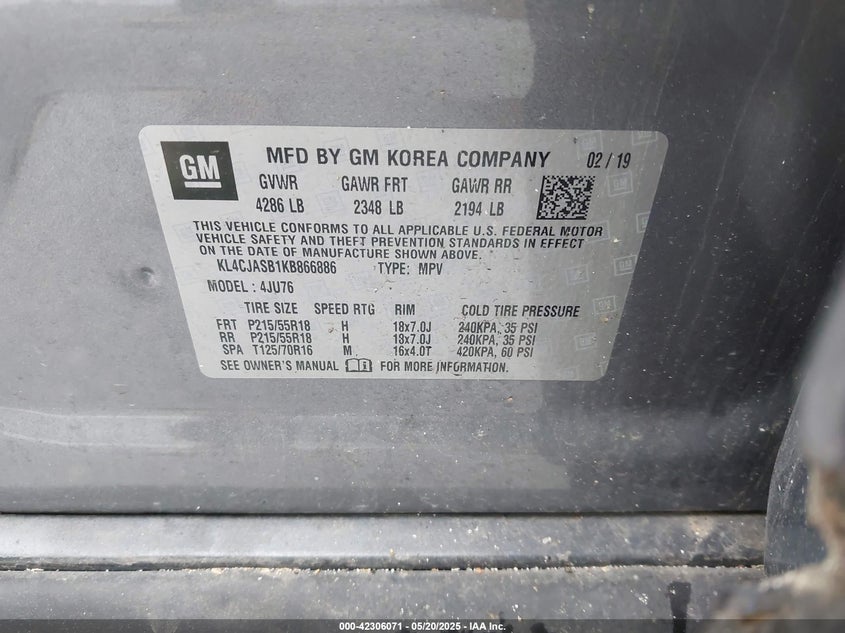 GM
MFD BY GM KOREA COMPANY 02 / 19
GVWR GAWR FRT GAWR RR
4286 LB 2348 LB 2194 LB
THIS VEHICLE CONFORMS TO ALL APPLICABLE U.S. FEDERAL MOTOR
VEHICLE SAFETY AND THEFT PREVENTION STANDARDS IN EFFECT
ON THE DATE OF MANUFACTURE SHOWN ABOVE.
KL4CJASB1KB866886 TYPE: MPV
MODEL : 4JU76
TIRE SIZE SPEED RTG RIM COLD TIRE PRESSURE
FRT P215/55R18 H 18x7.0J 240KPA, 35 PSI
RR P215/55R18 H 18x7.0J 240KPA, 35 PSI
SPA T125/70R16 M 16x4.0T 420KPA, 60 PSI
SEE OWNER'S MANUAL FOR MORE INFORMATION.
000-42306071 - 05/20/2025 - IAAI.COM